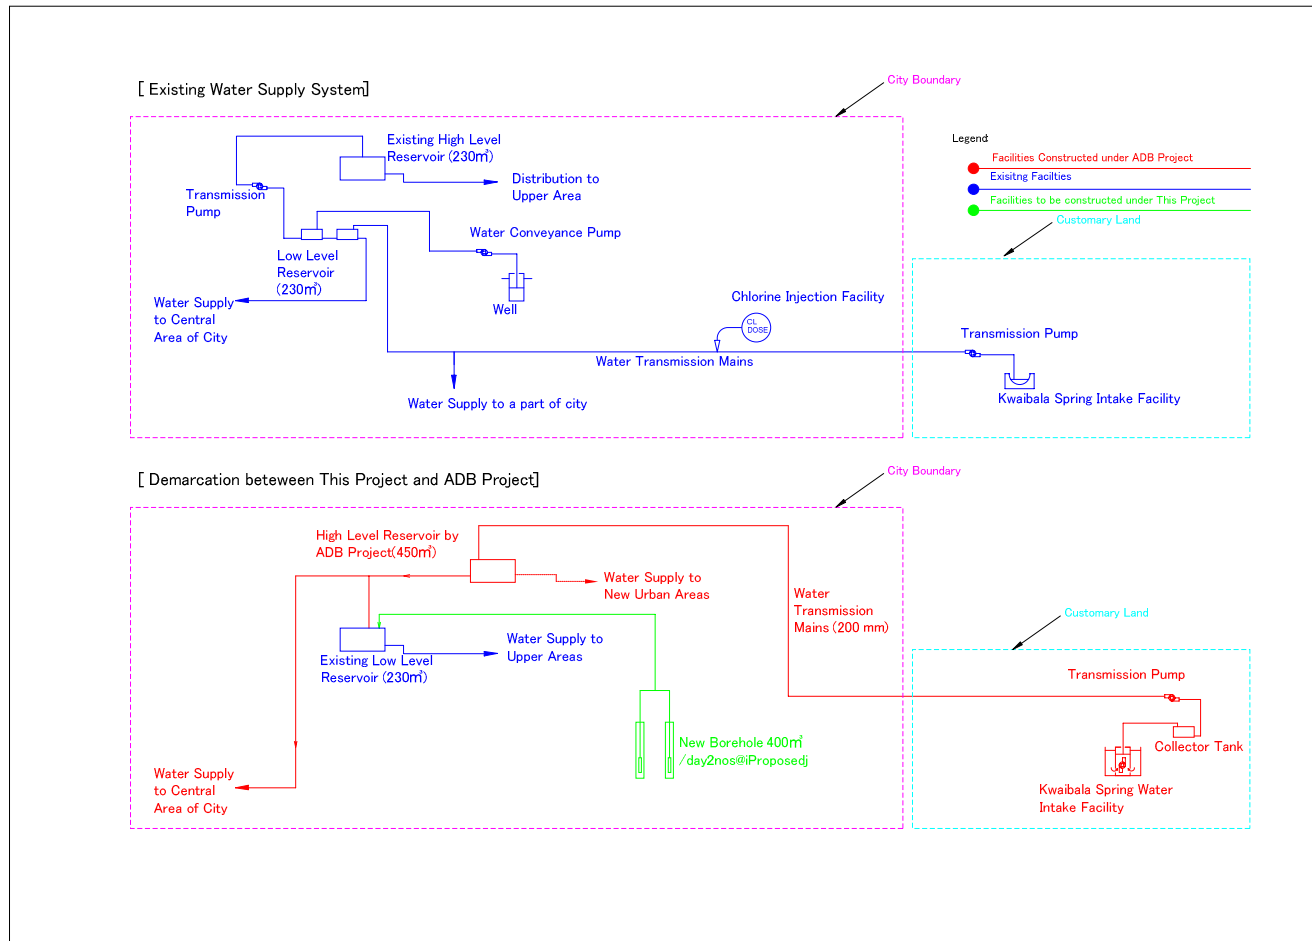 [ Existing Water Supply System]
City Boundary
Existing High Level
Reservoir (230㎥)
Distribution to
Upper Area
Transmission
Pump
Water Conveyance Pump
Low Level
Reservoir
(230㎥)
Well
Water Supply
to Central
Area of City
Chlorine Injection Facility
CL
DOSE
Water Transmission Mains
Water Supply to a part of city
Legend:
Facilities Constructed under ADB Project
Exisitng Facilties
Facilities to be constructed under This Project
Customary Land
Transmission Pump
Kwaibala Spring Intake Facility
[ Demarcation beteween This Project and ADB Project]
City Boundary
High Level Reservoir by
ADB Project(450㎥)
Water Supply to
New Urban Areas
Water
Transmission
Mains (200 mm)
Existing Low Level
Reservoir (230㎥)
Water Supply to
Upper Areas
New Borehole 400㎥
/day2nos@iProposedj
Water Supply
to Central
Area of City
Customary Land
Transmission Pump
Collector Tank
Kwaibala Spring Water
Intake Facility